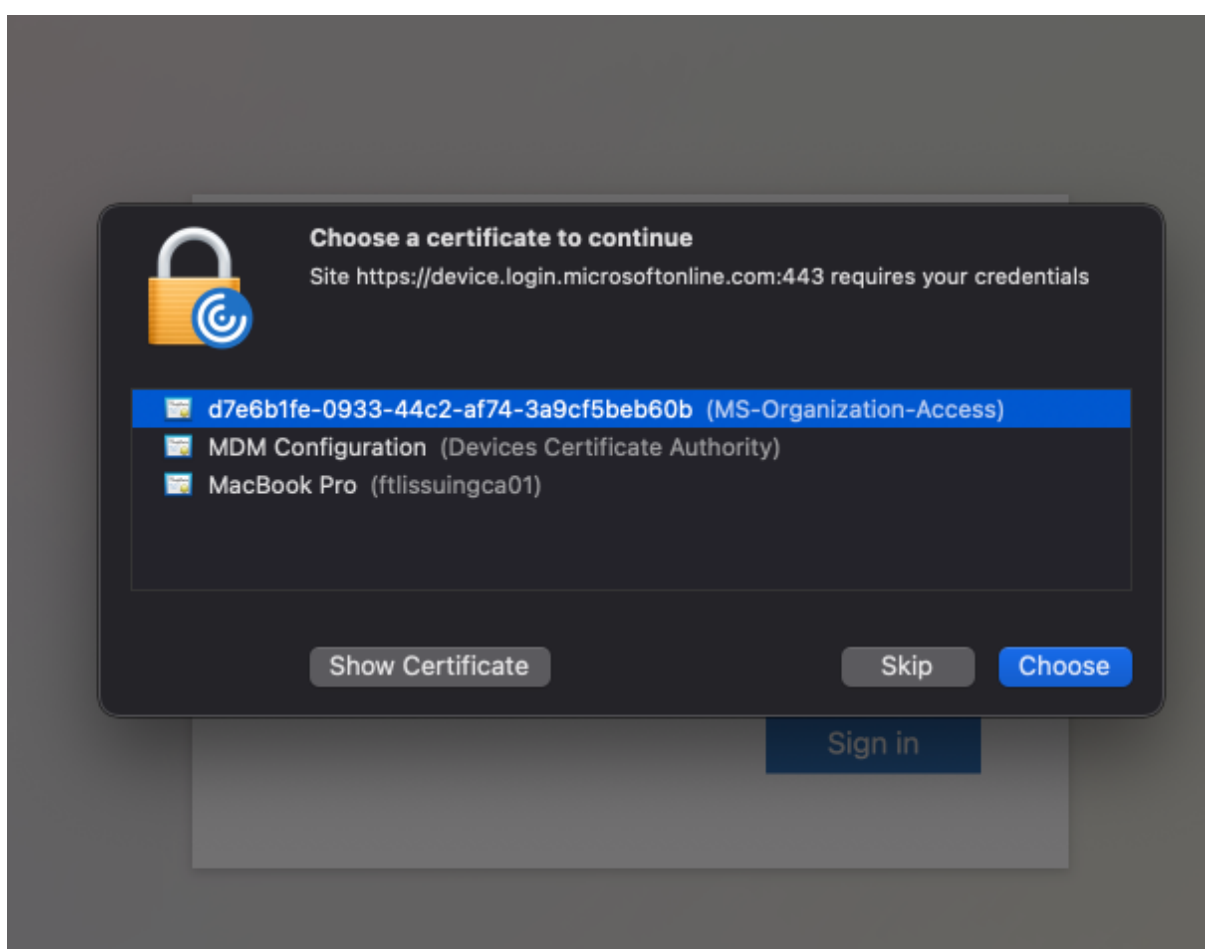 Choose a certificate to continue
Site https://device.login.microsoftonline.com:443 requires your credentials
d7e6b1fe-0933-44c2-af74-3a9cf5beb60b (MS-Organization-Access)
MDM Configuration (Devices Certificate Authority)
MacBook Pro (ftlissuingca01)
Show Certificate
Skip
Choose
Sign in